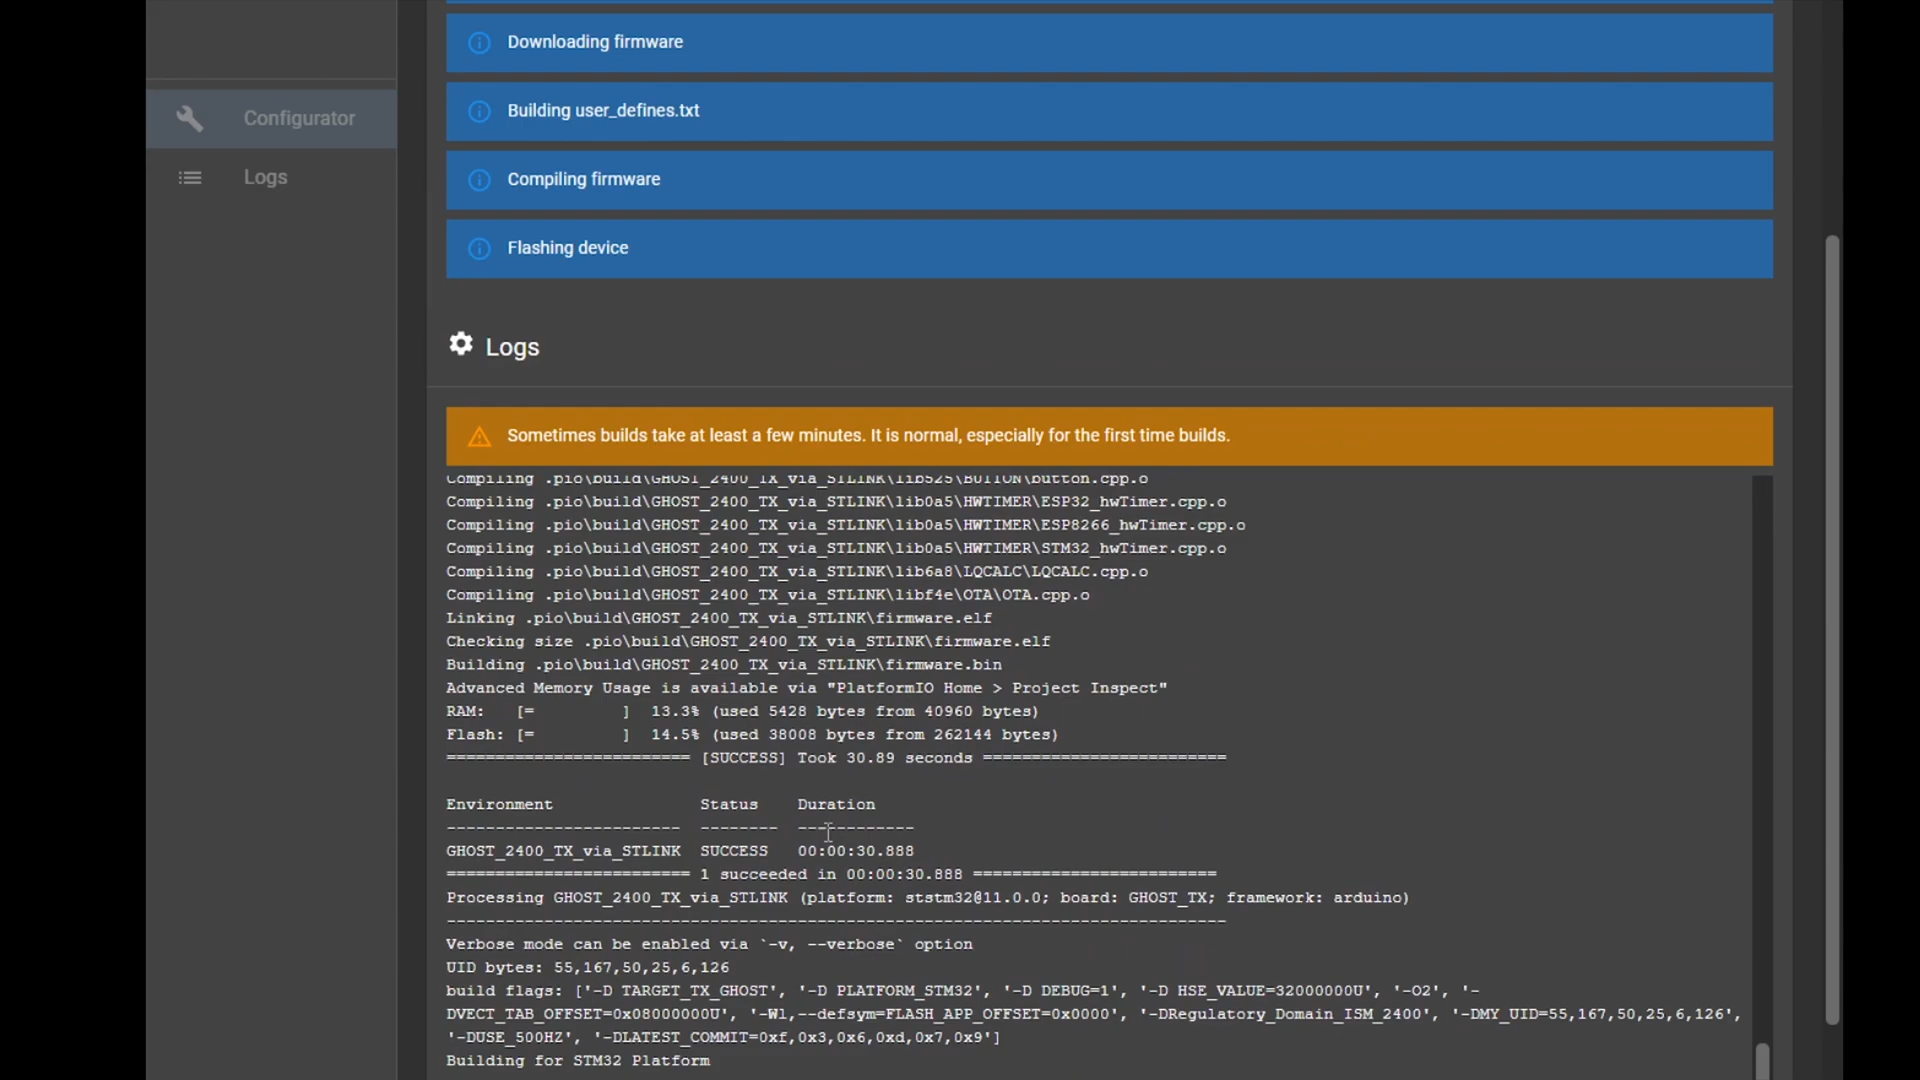 Downloading firmware
Building user_defines.txt
Configurator
Compiling firmware
Logs
Flashing device
Logs
Sometimes builds take at least a few minutes. It is normal, especially for the first time builds.
Compiling .pio\build\GHOST_2400_TX_via_STLINK\lib525\BUTTON\button.cpp.o
Compiling .pio\build\GHOST_2400_TX_via_STLINK\lib0a5\HWTIMER\ESP32_hwTimer.cpp.o
Compiling .pio\build\GHOST_2400_TX_via_STLINK\lib0a5\HWTIMER\ESP8266_hwTimer.cpp.o
Compiling .pio\build\GHOST_2400_TX_via_STLINK\lib0a5\HWTIMER\STM32_hwTimer.cpp.o
Compiling .pio\build\GHOST_2400_TX_via_STLINK\lib6a8\LQCALC\LQCALC.cpp.o
Compiling .pio\build\GHOST_2400_TX_via_STLINK\libf4e\OTA\OTA.cpp.o
Linking .pio\build\GHOST_2400_TX_via_STLINK\firmware.elf
Checking size .pio\build\GHOST_2400_TX_via_STLINK\firmware.elf
Building .pio\build\GHOST_2400_TX_via_STLINK\firmware.bin
Advanced Memory Usage is available via "PlatformIO Home > Project Inspect"
RAM:   [=         ]  13.3% (used 5428 bytes from 40960 bytes)
Flash: [=         ]  14.5% (used 38008 bytes from 262144 bytes)
========================= [SUCCESS] Took 30.89 seconds =========================
Environment               Status    Duration
------------------------  --------  ------------
GHOST_2400_TX_via_STLINK  SUCCESS   00:00:30.888
========================= 1 succeeded in 00:00:30.888 =========================
Processing GHOST_2400_TX_via_STLINK (platform: ststm32@11.0.0; board: GHOST_TX; framework: arduino)
--------------------------------------------------------------------------------
Verbose mode can be enabled via `-v, --verbose` option
UID bytes: 55,167,50,25,6,126
build flags: ['-D TARGET_TX_GHOST', '-D PLATFORM_STM32', '-D DEBUG=1', '-D HSE_VALUE=32000000U', '-O2', '-
DVECT_TAB_OFFSET=0x08000000U', '-Wl,--defsym=FLASH_APP_OFFSET=0x0000', '-DRegulatory_Domain_ISM_2400', '-DMY_UID=55,167,50,25,6,126',
'-DUSE_500HZ', '-DLATEST_COMMIT=0xf,0x3,0x6,0xd,0x7,0x9']
Building for STM32 Platform